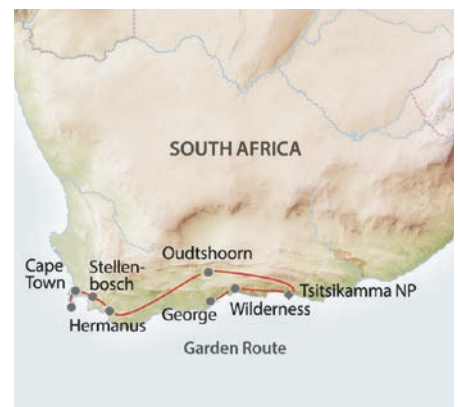 SOUTH AFRICA
Oudtshoorn
Cape
Town
Stellen-
bosch
Tsitsikamma NP
Hermanus
George
Wilderness
Garden Route